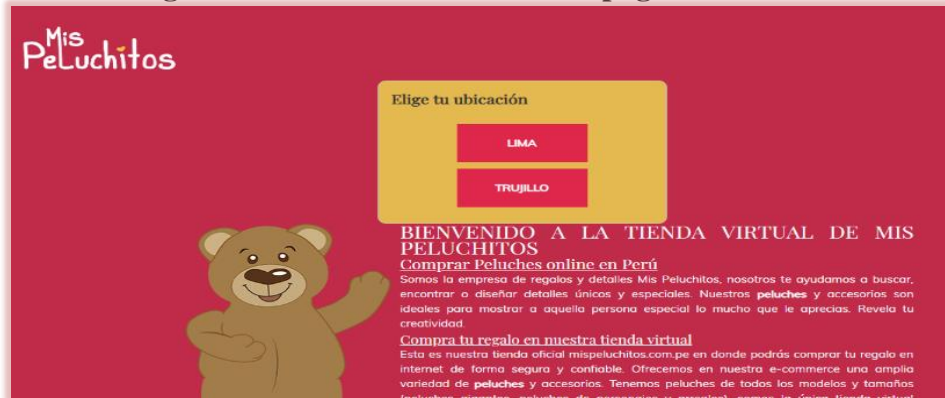 Mis
Peluchitos
Elige tu ubicación
LIMA
TRUJILLO
BIENVENIDO A LA TIENDA VIRTUAL DE MIS
PELUCHITOS
Comprar Peluches online en Perú
Somos la empresa de regalos y detalles Mis Peluchitos, nosotros te ayudamos a buscar,
encontrar o diseñar detalles únicos y especiales. Nuestros peluches y accesorios son
ideales para mostrar a aquella persona especial lo mucho que le aprecias. Revela tu
creatividad.
Compra tu regalo en nuestra tienda virtual
Esta es nuestra tienda oficial mispeluchitos.com.pe en donde podrás comprar tu regalo en
internet de forma segura y confiable. Ofrecemos en nuestra e-commerce una amplia
variedad de peluches y accesorios. Tenemos peluches de todos los modelos y tamaños